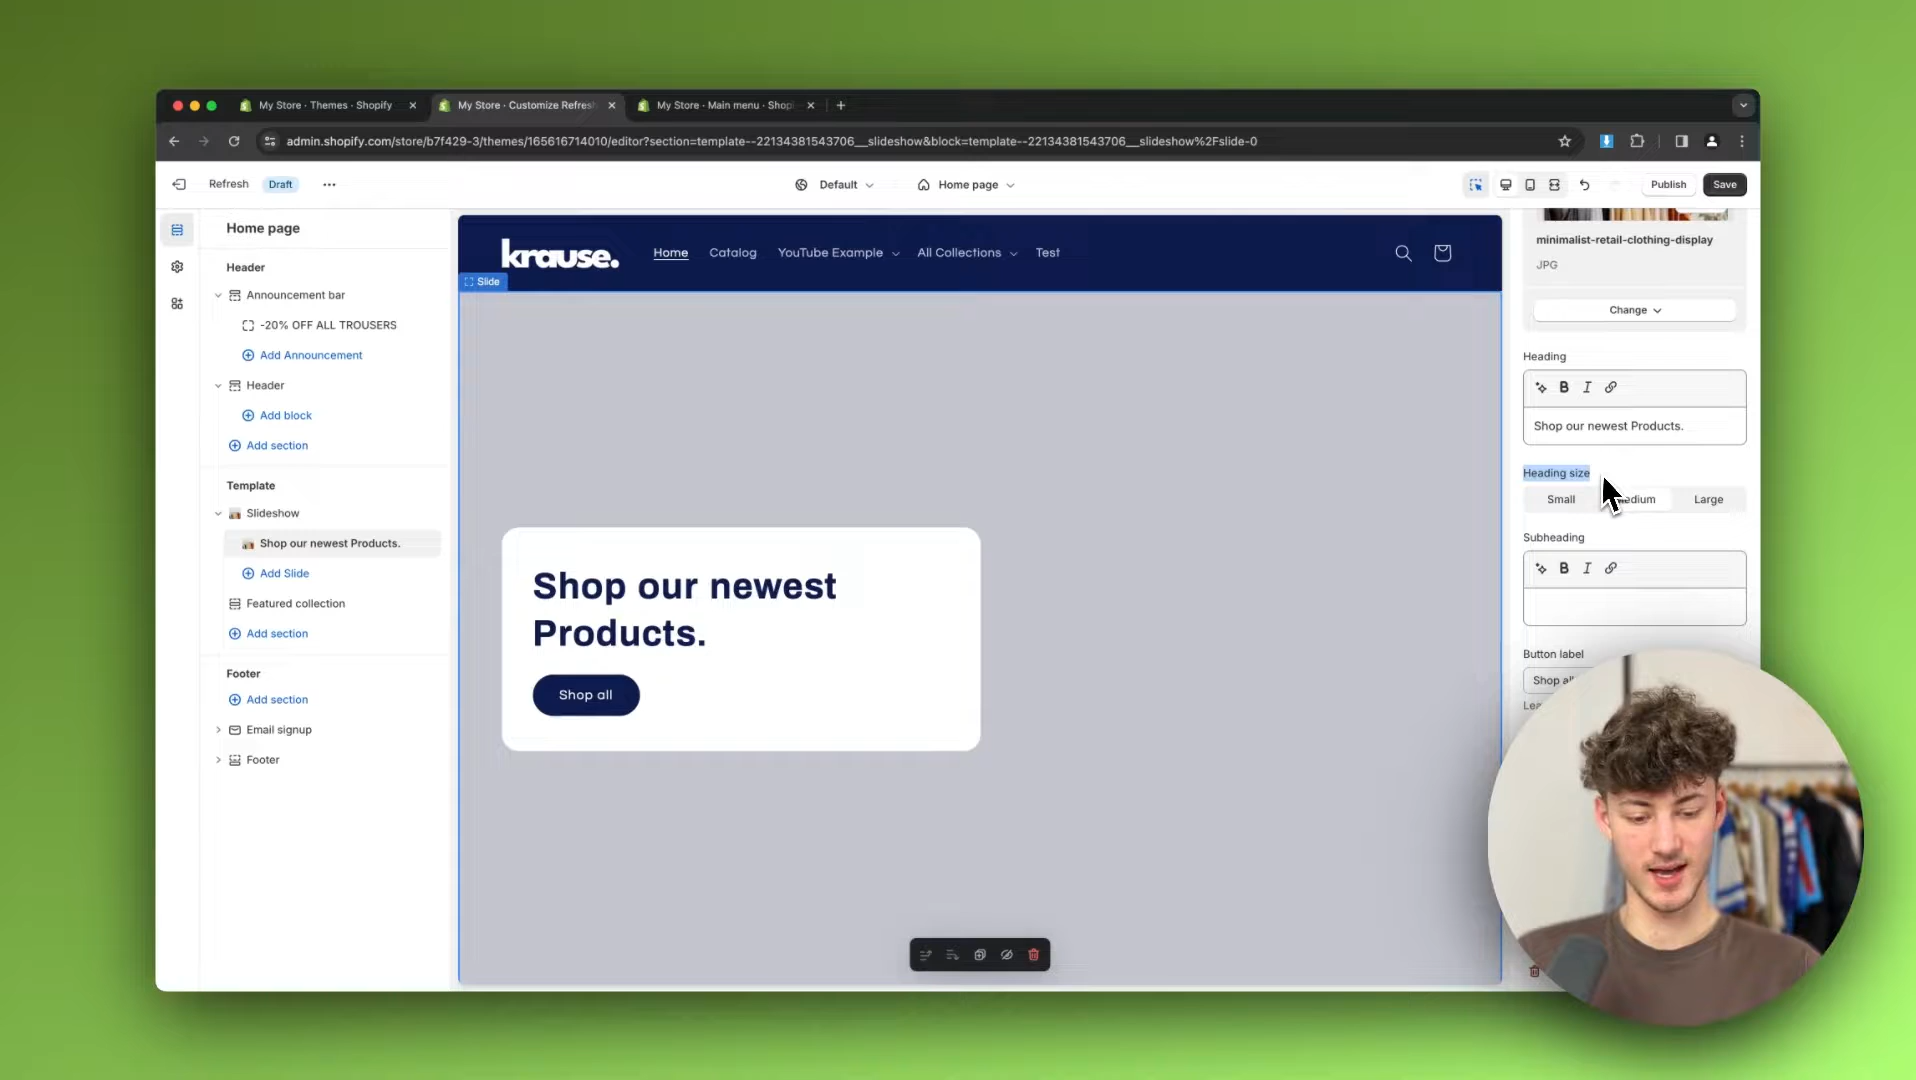 My Store · Themes · Shopify
My Store · Customize Refresh
My Store · Main menu · Shopi
admin.shopify.com/store/b7f429-3/themes/165616714010/editor?section=template--22134381543706__slideshow&block=template--22134381543706__slideshow%2Fslide-0
Refresh
Draft
Default
Home page
Publish
Save
Home page
Header
Announcement bar
-20% OFF ALL TROUSERS
Add Announcement
Header
Add block
Add section
Template
Slideshow
Shop our newest Products.
Add Slide
Featured collection
Add section
Footer
Add section
Email signup
Footer
krause.
Home
Catalog
YouTube Example
All Collections
Test
Slide
Shop our newest
Products.
Shop all
minimalist-retail-clothing-display
JPG
Change
Heading
B I
Shop our newest Products.
Heading size
Small
Medium
Large
Subheading
B I
Button label
Shop all